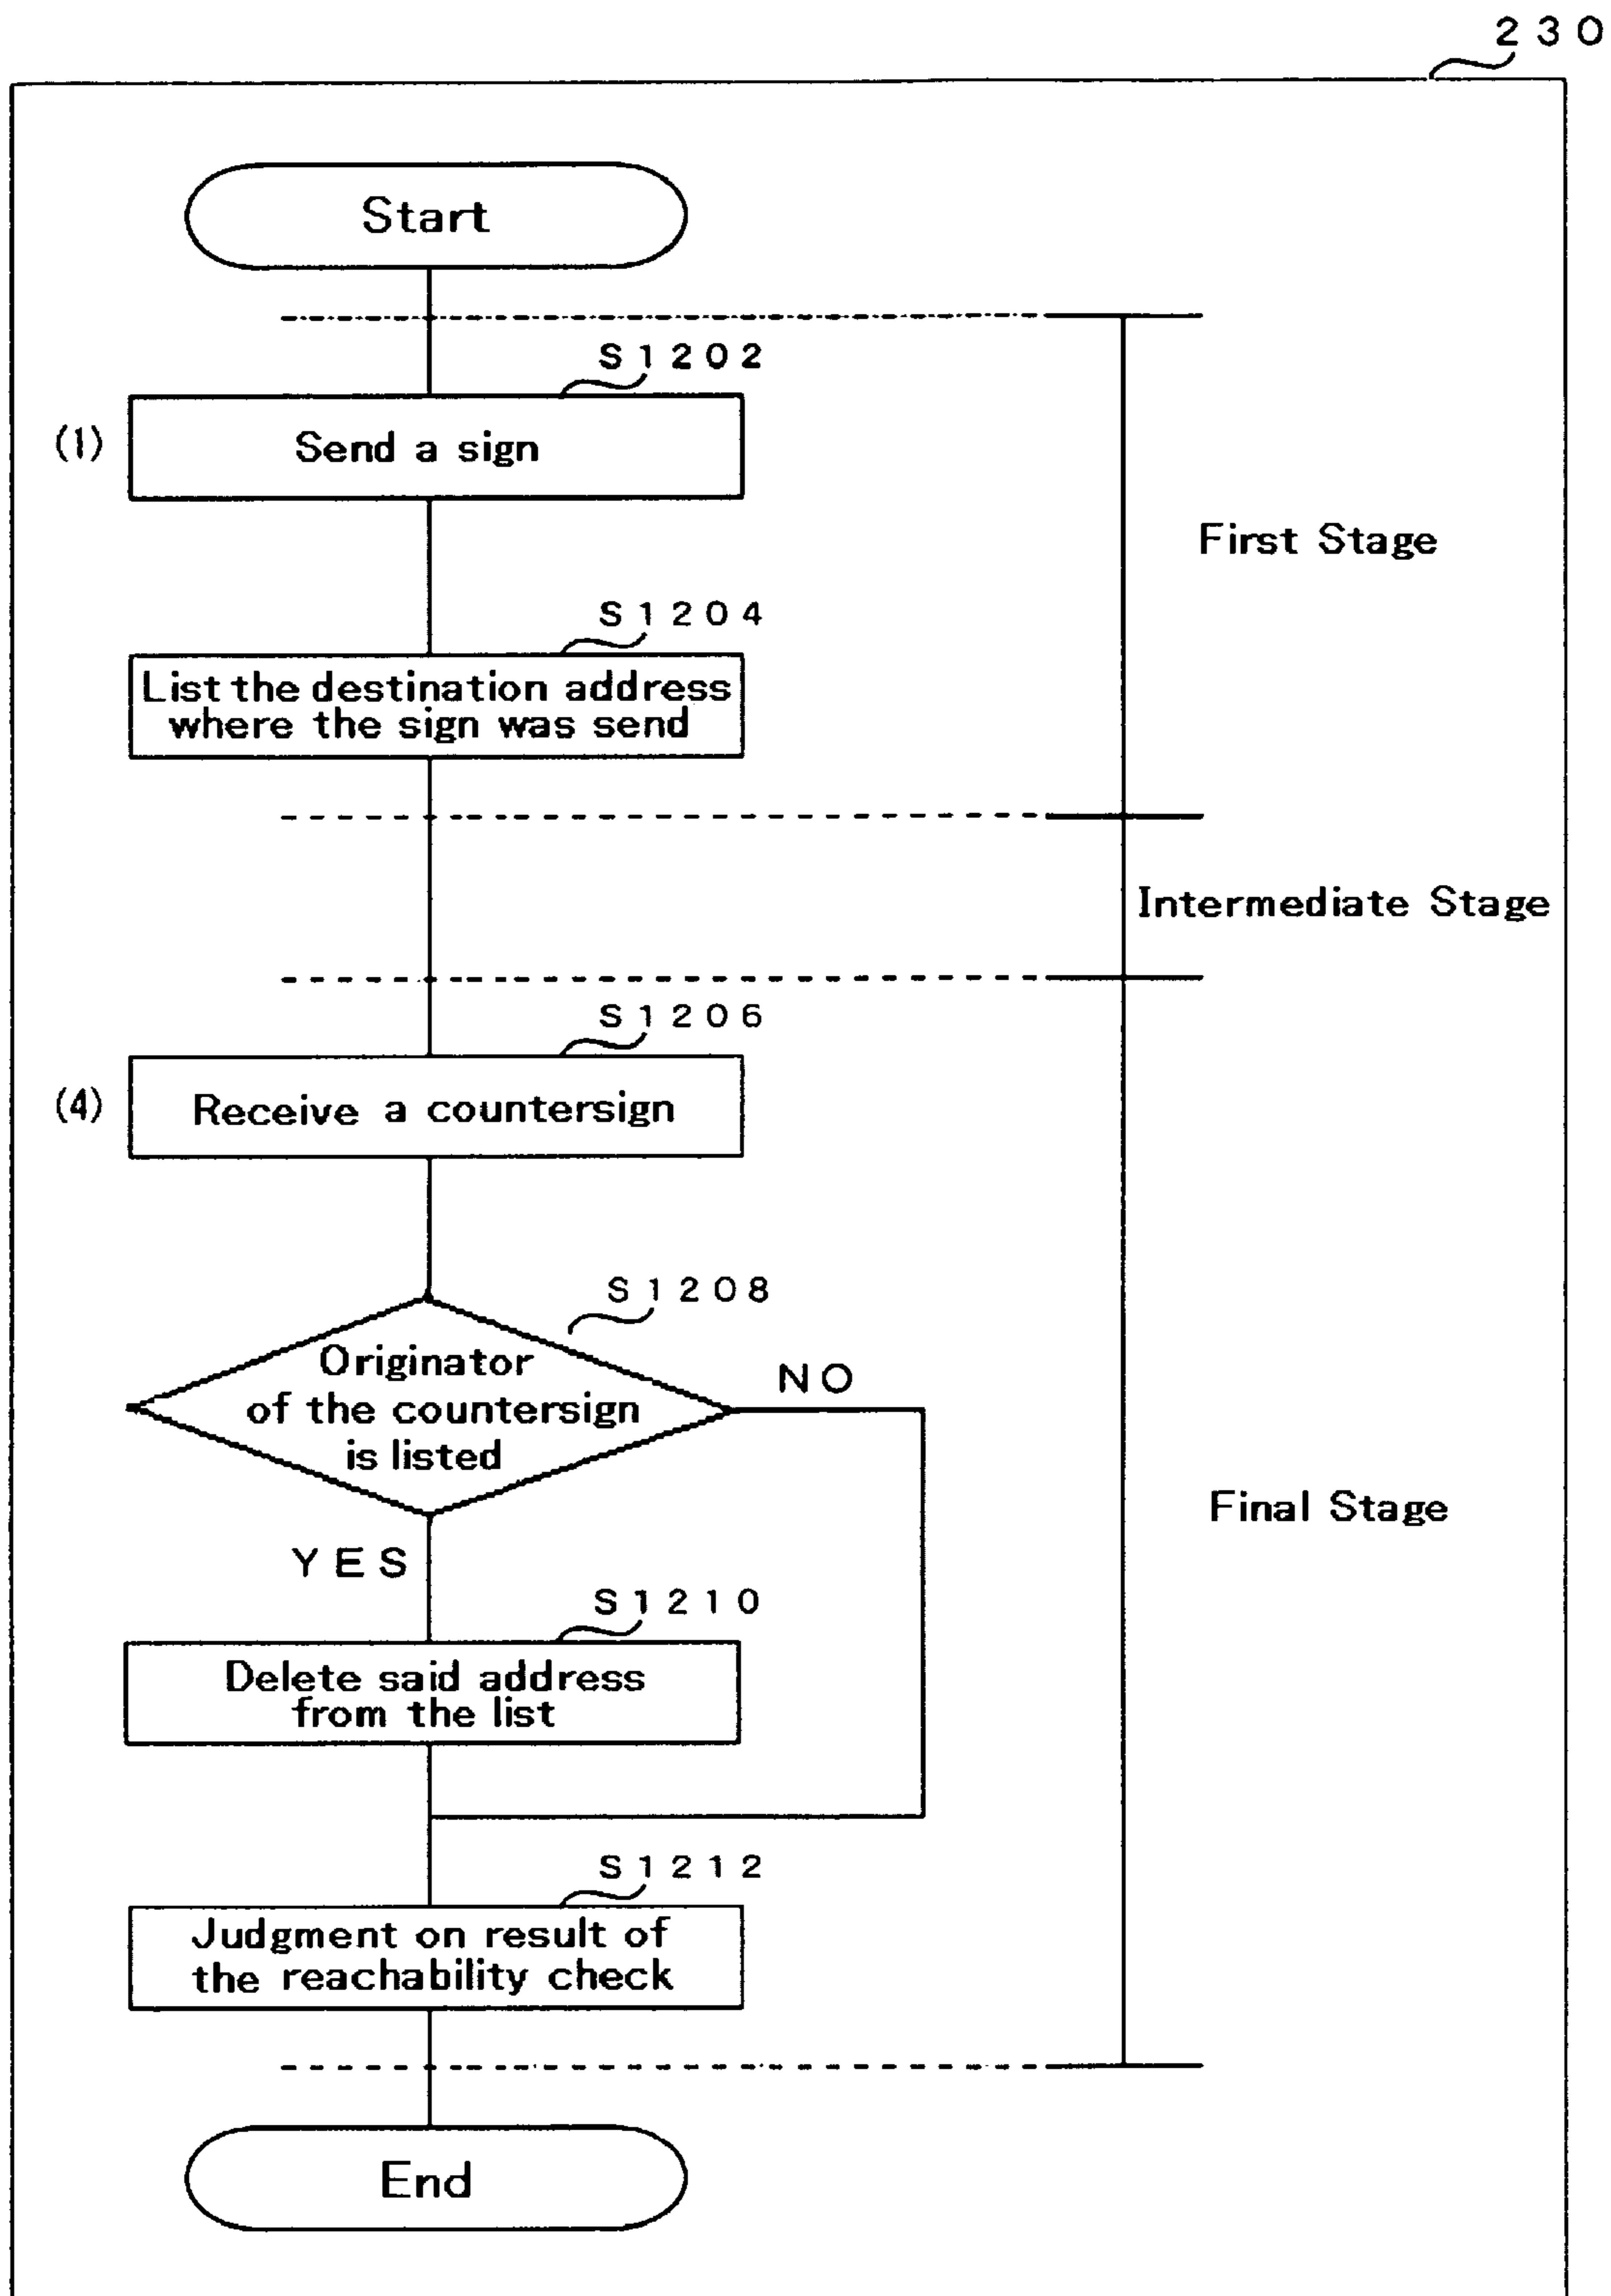 230
Start
S1202
(1)
Send a sign
First Stage
S1204
List the destination address
where the sign was send
Intermediate Stage
S1206
(4)
Receive a countersign
S1208
Originator
of the countersign
is listed
NO
Final Stage
YES
S1210
Delete said address
from the list
S1212
Judgment on result of
the reachability check
End